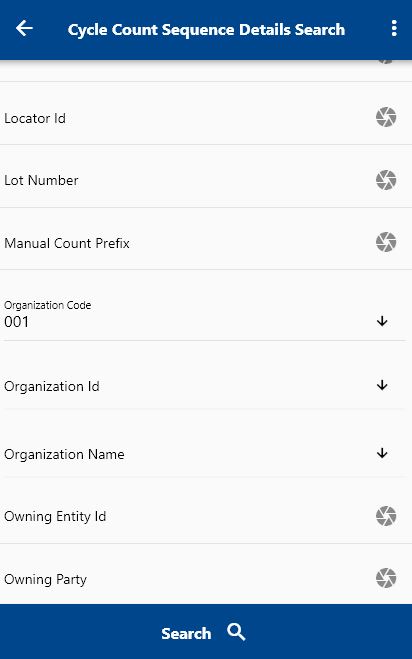 Cycle Count Sequence Details Search
Locator Id
Lot Number
Manual Count Prefix
Organization Code
001
Organization Id
Organization Name
Owning Entity Id
Owning Party
Search